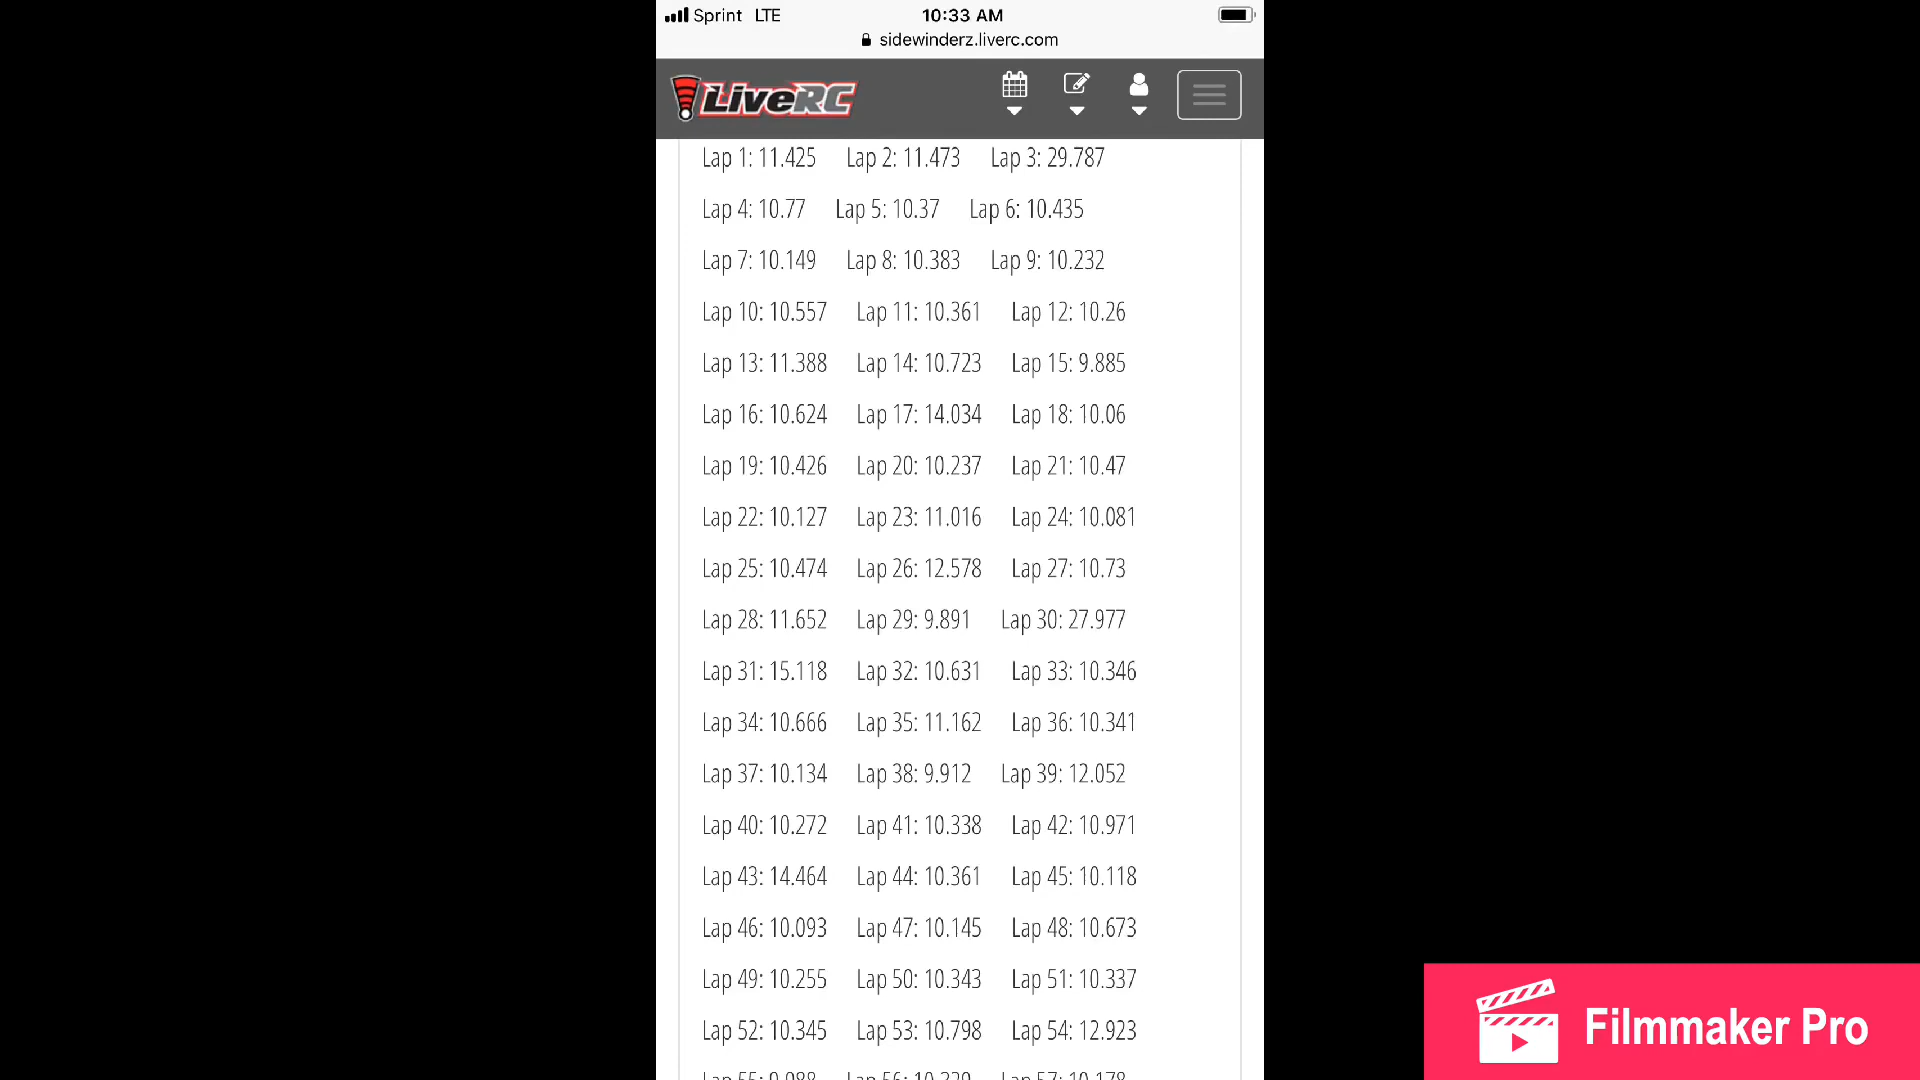 Sprint LTE 10:33 AM
sidewinderz.liverc.com
LiveRC
Lap 1: 11.425 Lap 2: 11.473 Lap 3: 29.787
Lap 4: 10.77 Lap 5: 10.37 Lap 6: 10.435
Lap 7: 10.149 Lap 8: 10.383 Lap 9: 10.232
Lap 10: 10.557 Lap 11: 10.361 Lap 12: 10.26
Lap 13: 11.388 Lap 14: 10.723 Lap 15: 9.885
Lap 16: 10.624 Lap 17: 14.034 Lap 18: 10.06
Lap 19: 10.426 Lap 20: 10.237 Lap 21: 10.47
Lap 22: 10.127 Lap 23: 11.016 Lap 24: 10.081
Lap 25: 10.474 Lap 26: 12.578 Lap 27: 10.73
Lap 28: 11.652 Lap 29: 9.891 Lap 30: 27.977
Lap 31: 15.118 Lap 32: 10.631 Lap 33: 10.346
Lap 34: 10.666 Lap 35: 11.162 Lap 36: 10.341
Lap 37: 10.134 Lap 38: 9.912 Lap 39: 12.052
Lap 40: 10.272 Lap 41: 10.338 Lap 42: 10.971
Lap 43: 14.464 Lap 44: 10.361 Lap 45: 10.118
Lap 46: 10.093 Lap 47: 10.145 Lap 48: 10.673
Lap 49: 10.255 Lap 50: 10.343 Lap 51: 10.337
Lap 52: 10.345 Lap 53: 10.798 Lap 54: 12.923
Lap 55: Lap 56: Lap 57:
Filmmaker Pro